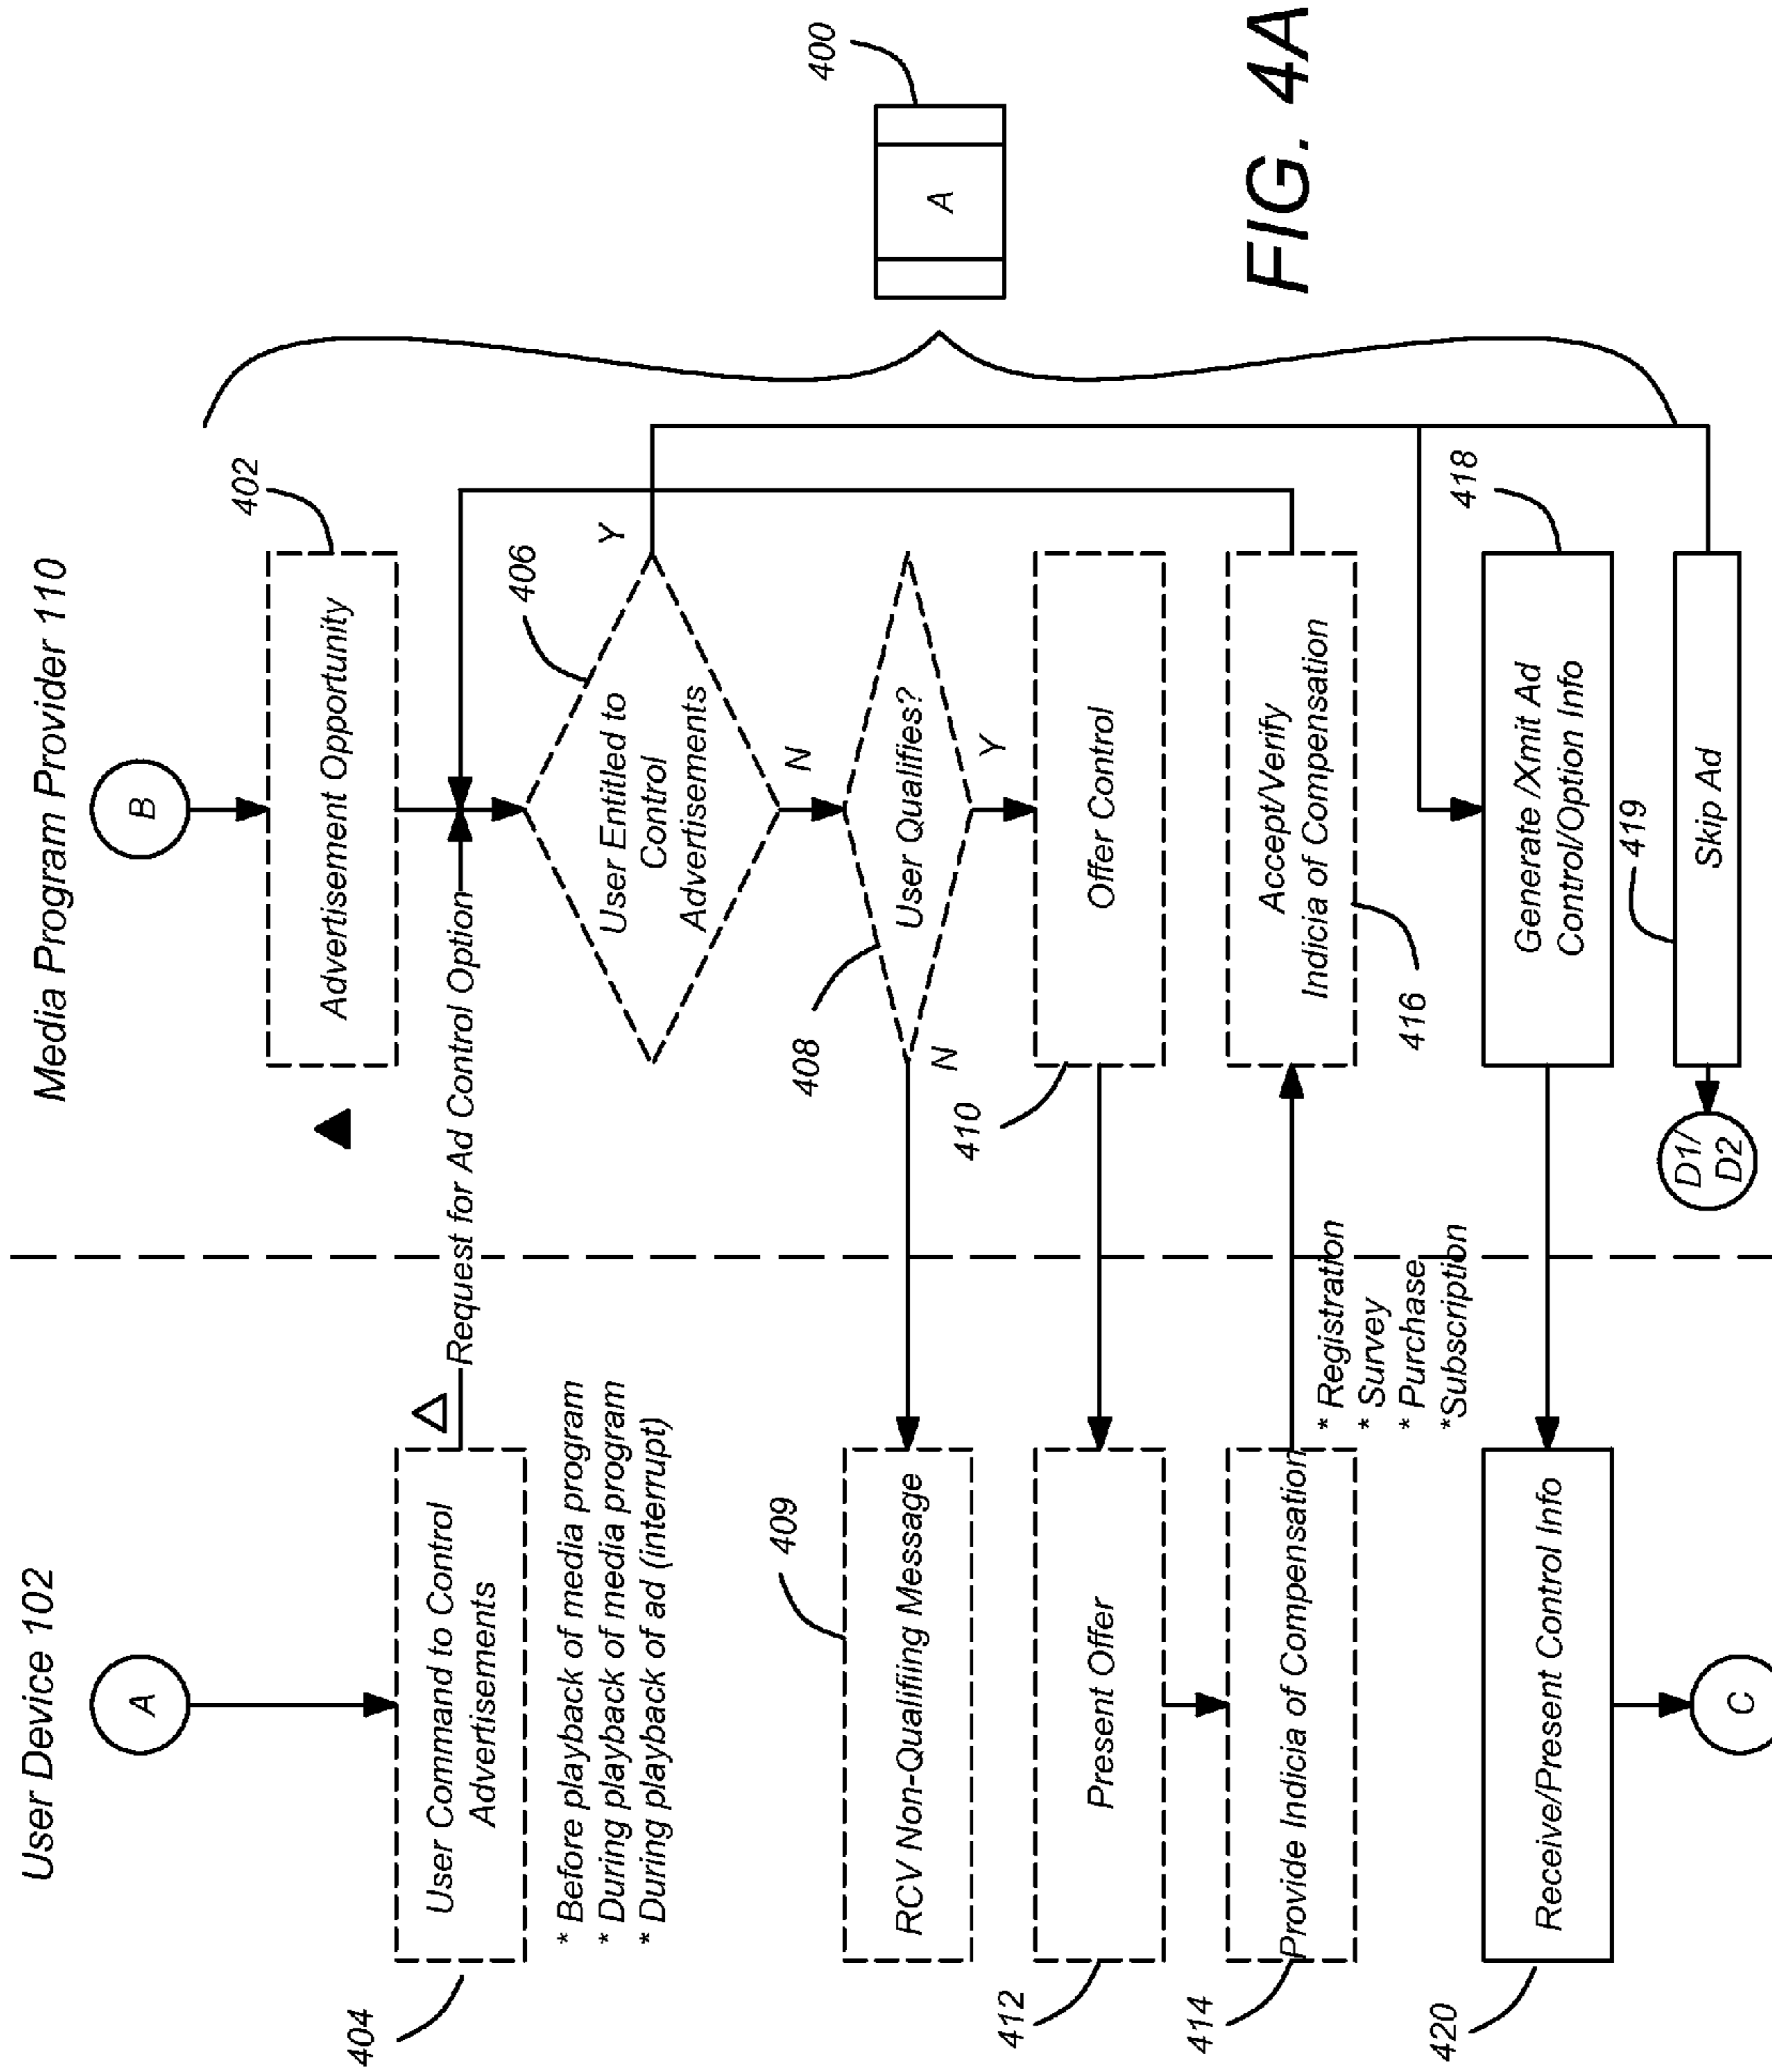 User Device 102
Media Program Provider 110
A
B
402
Advertisement Opportunity
404
User Command to Control
Advertisements
Request for Ad Control Option
* Before playback of media program
* During playback of media program
* During playback of ad (interrupt)
406
User Entitled to
Control
Advertisements
Y
N
408
User Qualifies?
N
Y
409
RCV Non-Qualifiing Message
410
Offer Control
412
Present Offer
414
Provide Indicia of Compensation
* Registration
* Survey
* Purchase
*Subscription
Accept/Verify
Indicia of Compensation
416
418
Generate /Xmit Ad
Control/Option Info
420
Receive/Present Control Info
419
Skip Ad
D1/
D2
C
400
A
FIG. 4A